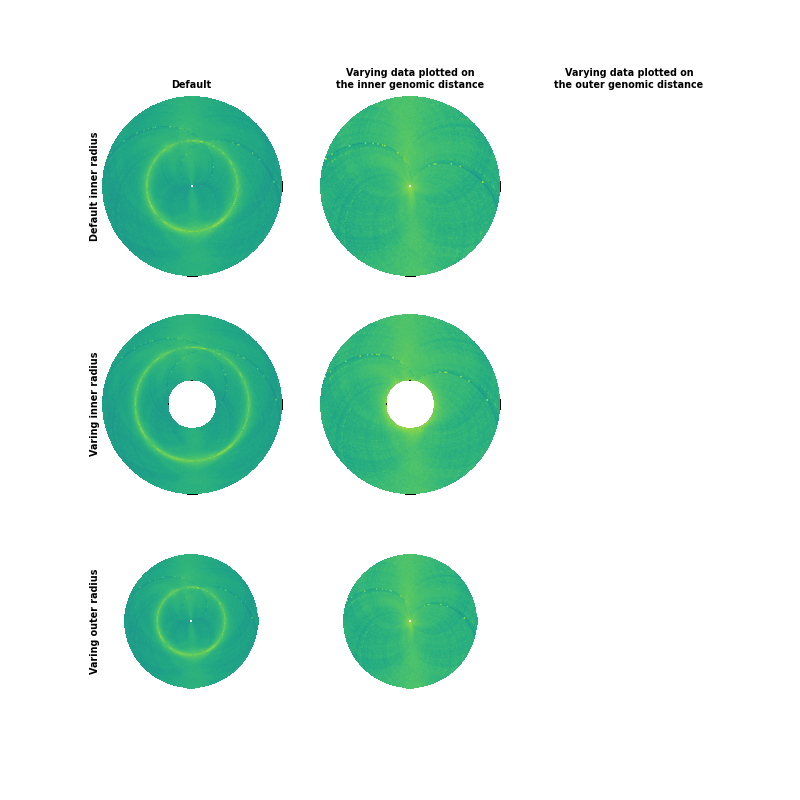 Default
Varying data plotted on
the inner genomic distance
Varying data plotted on
the outer genomic distance
Default inner radius
Varing inner radius
Varing outer radius